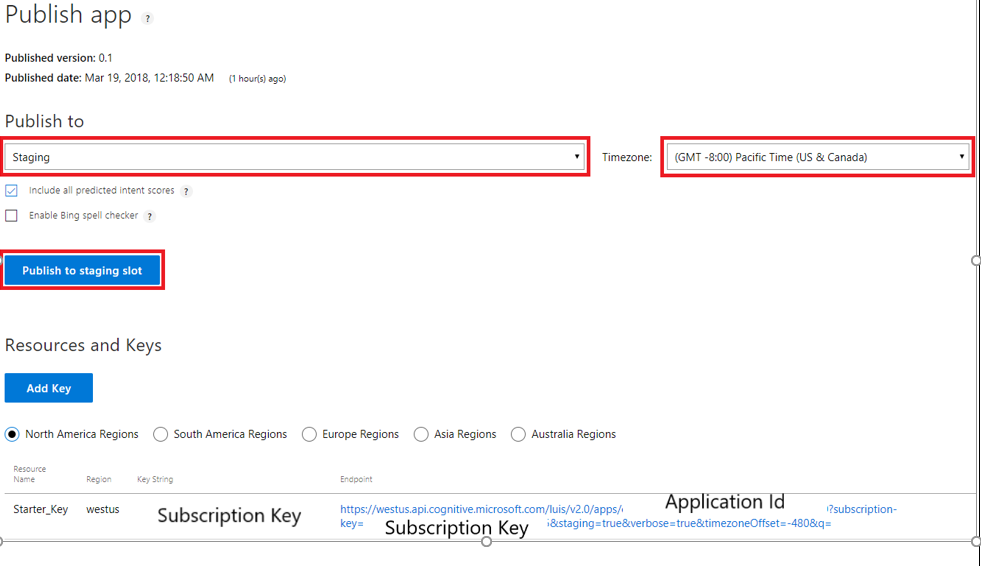 Publish app ?
Published version: 0.1
Published date: Mar 19, 2018, 12:18:50 AM (1 hour(s) ago)
Publish to
Staging Timezone: (GMT -8:00) Pacific Time (US & Canada)
Include all predicted intent scores ?
Enable Bing spell checker ?
Publish to staging slot
Resources and Keys
Add Key
North America Regions South America Regions Europe Regions Asia Regions Australia Regions
Resource
Name Region Key String Endpoint
Starter_Key westus Subscription Key https://westus.api.cognitive.microsoft.com/luis/v2.0/apps/ Application Id ?subscription-
key= Subscription Key &staging=true&verbose=true&timezoneOffset=-480&q=